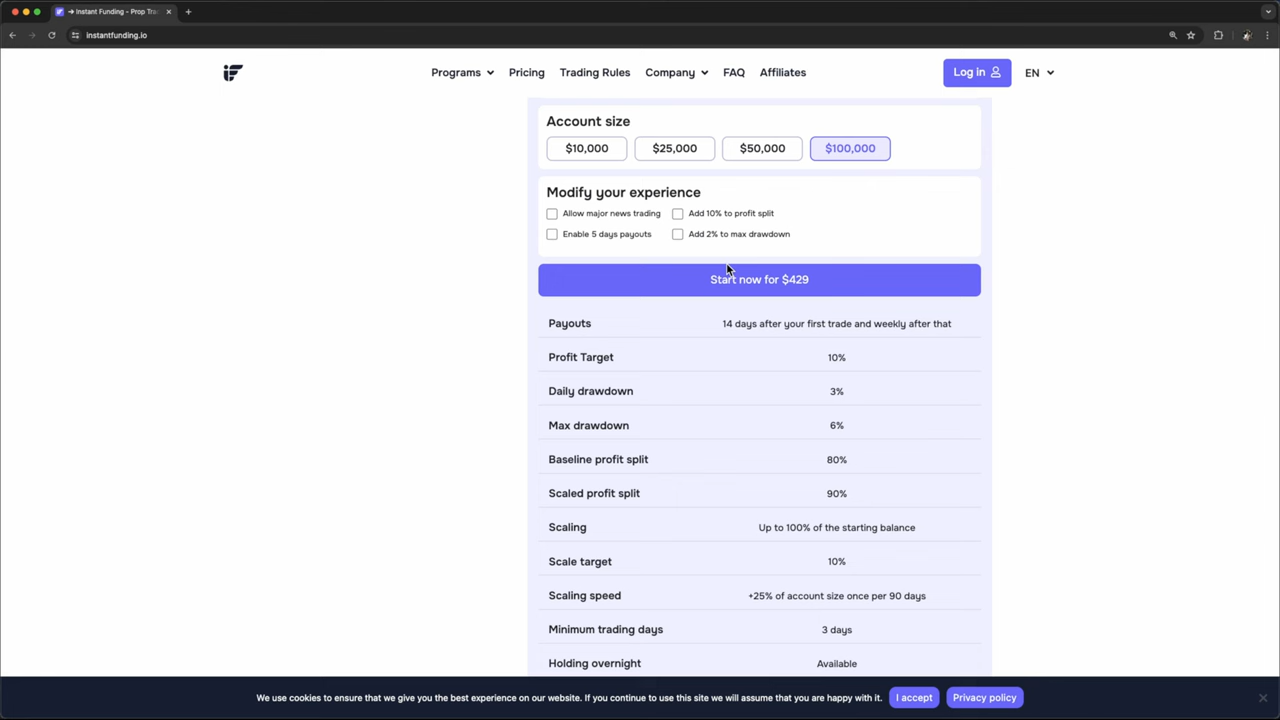 → Instant Funding - Prop Tra
instantfunding.io
Programs Pricing Trading Rules Company FAQ Affiliates Log in EN
Account size
$10,000 $25,000 $50,000 $100,000
Modify your experience
Allow major news trading Add 10% to profit split
Enable 5 days payouts Add 2% to max drawdown
Start now for $429
Payouts 14 days after your first trade and weekly after that
Profit Target 10%
Daily drawdown 3%
Max drawdown 6%
Baseline profit split 80%
Scaled profit split 90%
Scaling Up to 100% of the starting balance
Scale target 10%
Scaling speed +25% of account size once per 90 days
Minimum trading days 3 days
Holding overnight Available
We use cookies to ensure that we give you the best experience on our website. If you continue to use this site we will assume that you are happy with it. I accept Privacy policy